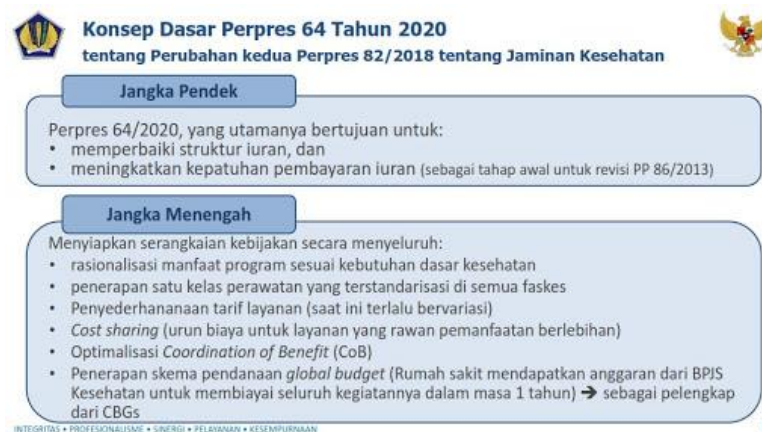 Konsep Dasar Perpres 64 Tahun 2020
tentang Perubahan kedua Perpres 82/2018 tentang Jaminan Kesehatan
Jangka Pendek
Perpres 64/2020, yang utamanya bertujuan untuk:
• memperbaiki struktur iuran, dan
• meningkatkan kepatuhan pembayaran iuran (sebagai tahap awal untuk revisi PP 86/2013)
Jangka Menengah
Menyiapkan serangkaian kebijakan secara menyeluruh:
• rasionalisasi manfaat program sesuai kebutuhan dasar kesehatan
• penerapan satu kelas perawatan yang terstandarisasi di semua faskes
• Penyederhananaan tarif layanan (saat ini terlalu bervariasi)
• Cost sharing (urun biaya untuk layanan yang rawan pemanfaatan berlebihan)
• Optimalisasi Coordination of Benefit (CoB)
• Penerapan skema pendanaan global budget (Rumah sakit mendapatkan anggaran dari BPJS
Kesehatan untuk membiayai seluruh kegiatannya dalam masa 1 tahun) ➔ sebagai pelengkap
dari CBGs
INTEGRITAS • PROFESIONALISME • SINERGI • PELAYANAN • KESEMPURNAAN